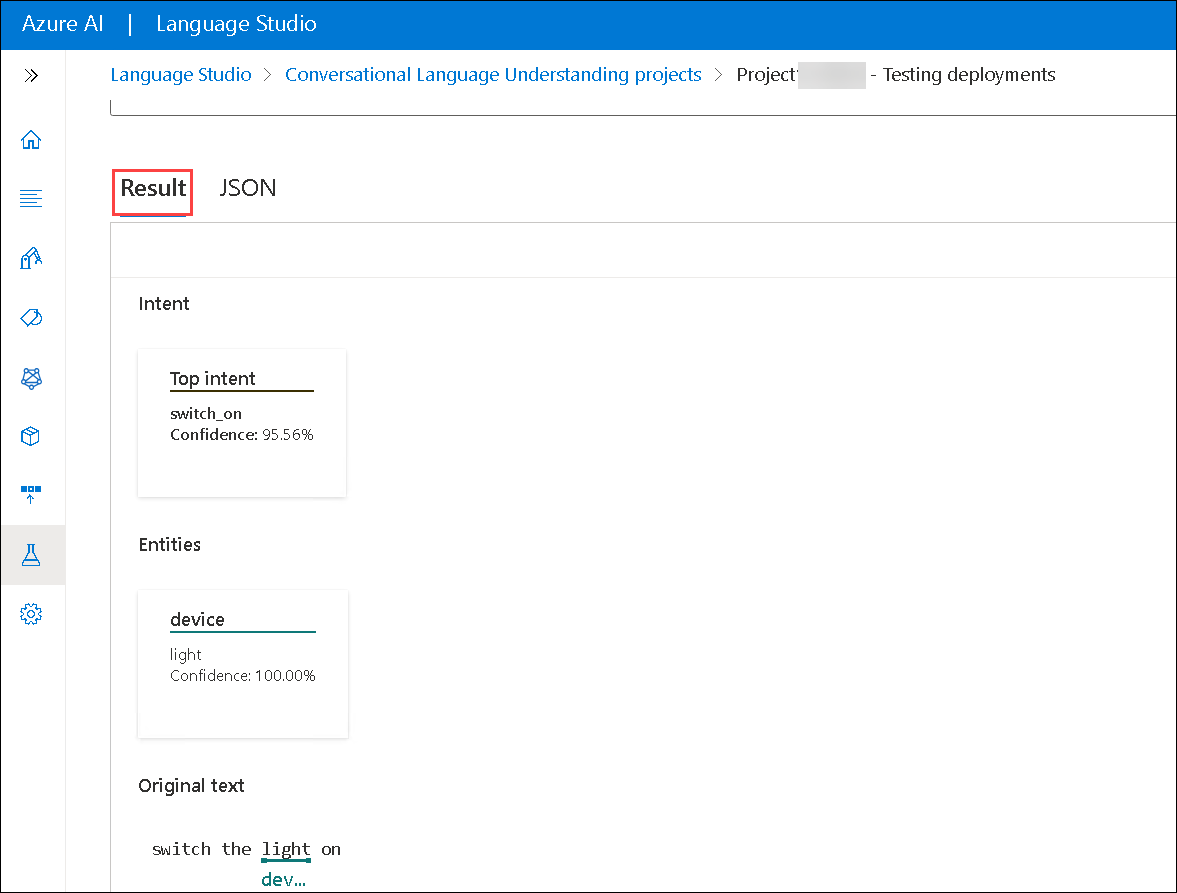 Azure AI | Language Studio
Language Studio > Conversational Language Understanding projects > Project - Testing deployments
Result JSON
Intent
Top intent
switch_on
Confidence: 95.56%
Entities
device
light
Confidence: 100.00%
Original text
switch the light on
dev...